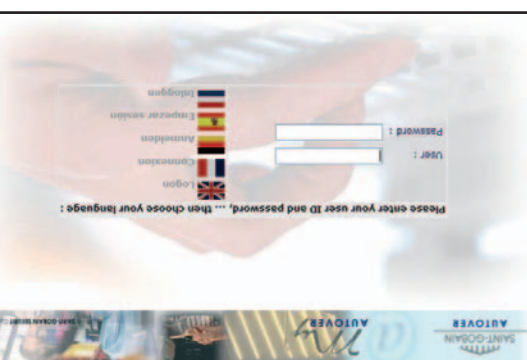 SAINT-GOBAIN
AUTOVER
My
AUTOVER
Please enter your user ID and password, ... then choose your language :
User :
Password :
Logon
Connexion
Anmelden
Empezar sesion
Inloggen